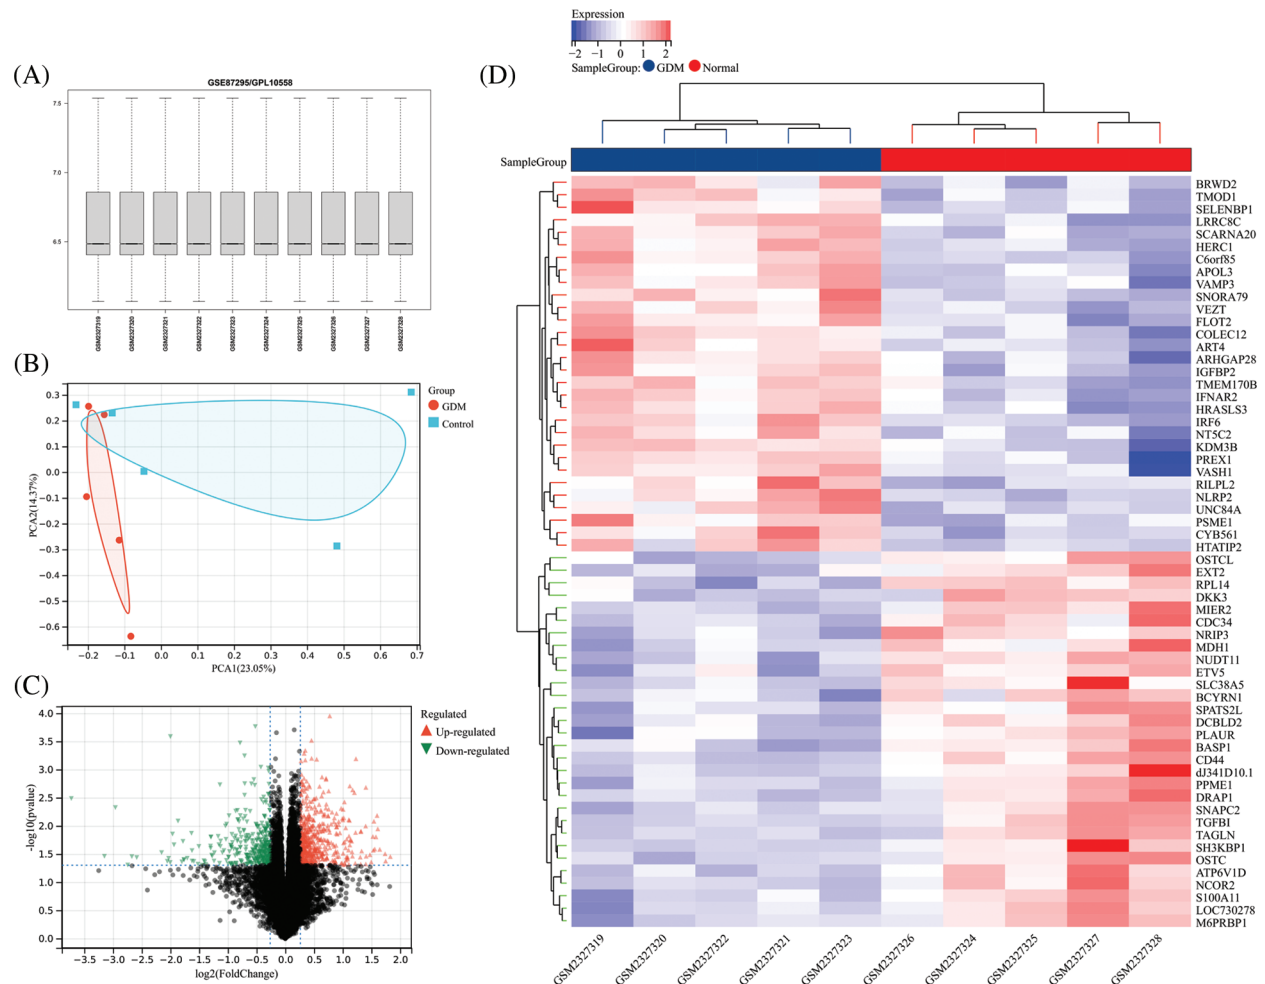 (A)
GSE87295/GPL10558
7.5
7.0
6.5
GSM2327319
GSM2327320
GSM2327321
GSM2327322
GSM2327323
GSM2327324
GSM2327325
GSM2327326
GSM2327327
GSM2327328
(B)
0.3
0.2
0.1
0.0
−0.1
−0.2
−0.3
−0.4
−0.5
−0.6
PCA2(14.37%)
−0.2 −0.1 0.0 0.1 0.2 0.3 0.4 0.5 0.6 0.7
PCA1(23.05%)
Group
GDM
Control
(C)
4.0
3.5
3.0
2.5
2.0
1.5
1.0
0.5
0.0
-log10(pvalue)
−3.5 −3.0 −2.5 −2.0 −1.5 −1.0 −0.5 0.0 0.5 1.0 1.5 2.0
log2(FoldChange)
Regulated
Up-regulated
Down-regulated
(D)
Expression
−2 −1 0 1 2
SampleGroup: GDM Normal
SampleGroup
BRWD2
TMOD1
SELENBP1
LRRC8C
SCARNA20
HERC1
C6orf85
APOL3
VAMP3
SNORA79
VEZT
FLOT2
COLEC12
ART4
ARHGAP28
IGFBP2
TMEM170B
IFNAR2
HRASLS3
IRF6
NT5C2
KDM3B
PREX1
VASH1
RILPL2
NLRP2
UNC84A
PSME1
CYB561
HTATIP2
OSTCL
EXT2
RPL14
DKK3
MIER2
CDC34
NRIP3
MDH1
NUDT11
ETV5
SLC38A5
BCYRN1
SPATS2L
DCBLD2
PLAUR
BASP1
CD44
dJ341D10.1
PPME1
DRAP1
SNAPC2
TGFB1
TAGLN
SH3KBP1
OSTC
ATP6V1D
NCOR2
S100A11
LOC730278
M6PRBP1
GSM2327319
GSM2327320
GSM2327322
GSM2327321
GSM2327323
GSM2327326
GSM2327324
GSM2327325
GSM2327327
GSM2327328